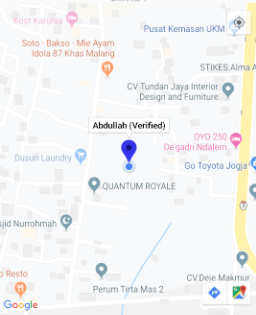 Kost Karunia
Pusat Kemasan UKM
Soto - Bakso - Mie Ayam
Idola 87 Khas Malang
STIKES Alma A
CV.Tundan Jaya Interior
Design and Furniture
Abdullah (Verified)
OYO 250
De'gadri Ndalem
Dusun Laundry
Go Toyota Jogja
QUANTUM ROYALE
sjid Nurrohmah
Perum Tirta Mas 2
o Resto
CV.Deje Makmur
Google